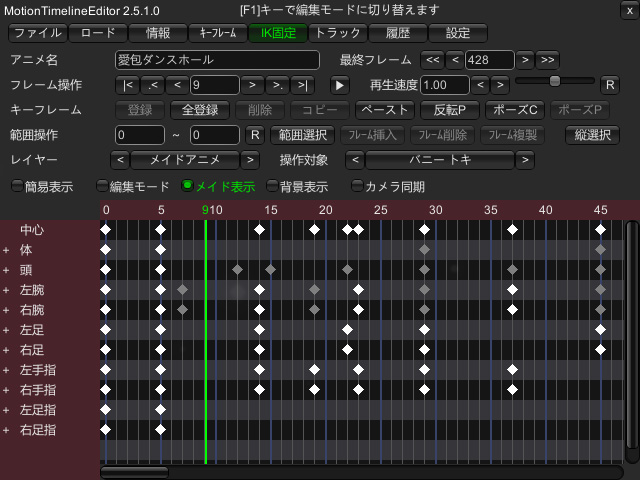 MotionTimelineEditor 2.5.1.0 [F1]キーで編集モードに切り替えます x
ファイル ロード 情報 ｷｰﾌﾚｰﾑ IK固定 トラック 履歴 設定
アニメ名 愛包ダンスホール 最終フレーム << < 428 > >>
フレーム操作 |< .< < 9 > >. >| ▶ 再生速度 1.00 < > R
キーフレーム 登録 全登録 削除 コピー ペースト 反転P ポーズC ポーズP
範囲操作 0 ~ 0 R 範囲選択 ﾌﾚｰﾑ挿入 ﾌﾚｰﾑ削除 ﾌﾚｰﾑ複製 縦選択
レイヤー < メイドアニメ > 操作対象 < バニー トキ >
簡易表示 編集モード メイド表示 背景表示 カメラ同期
0 5 9 10 15 20 25 30 35 40 45
中心
+ 体
+ 頭
+ 左腕
+ 右腕
+ 左足
+ 右足
+ 左手指
+ 右手指
+ 左足指
+ 右足指